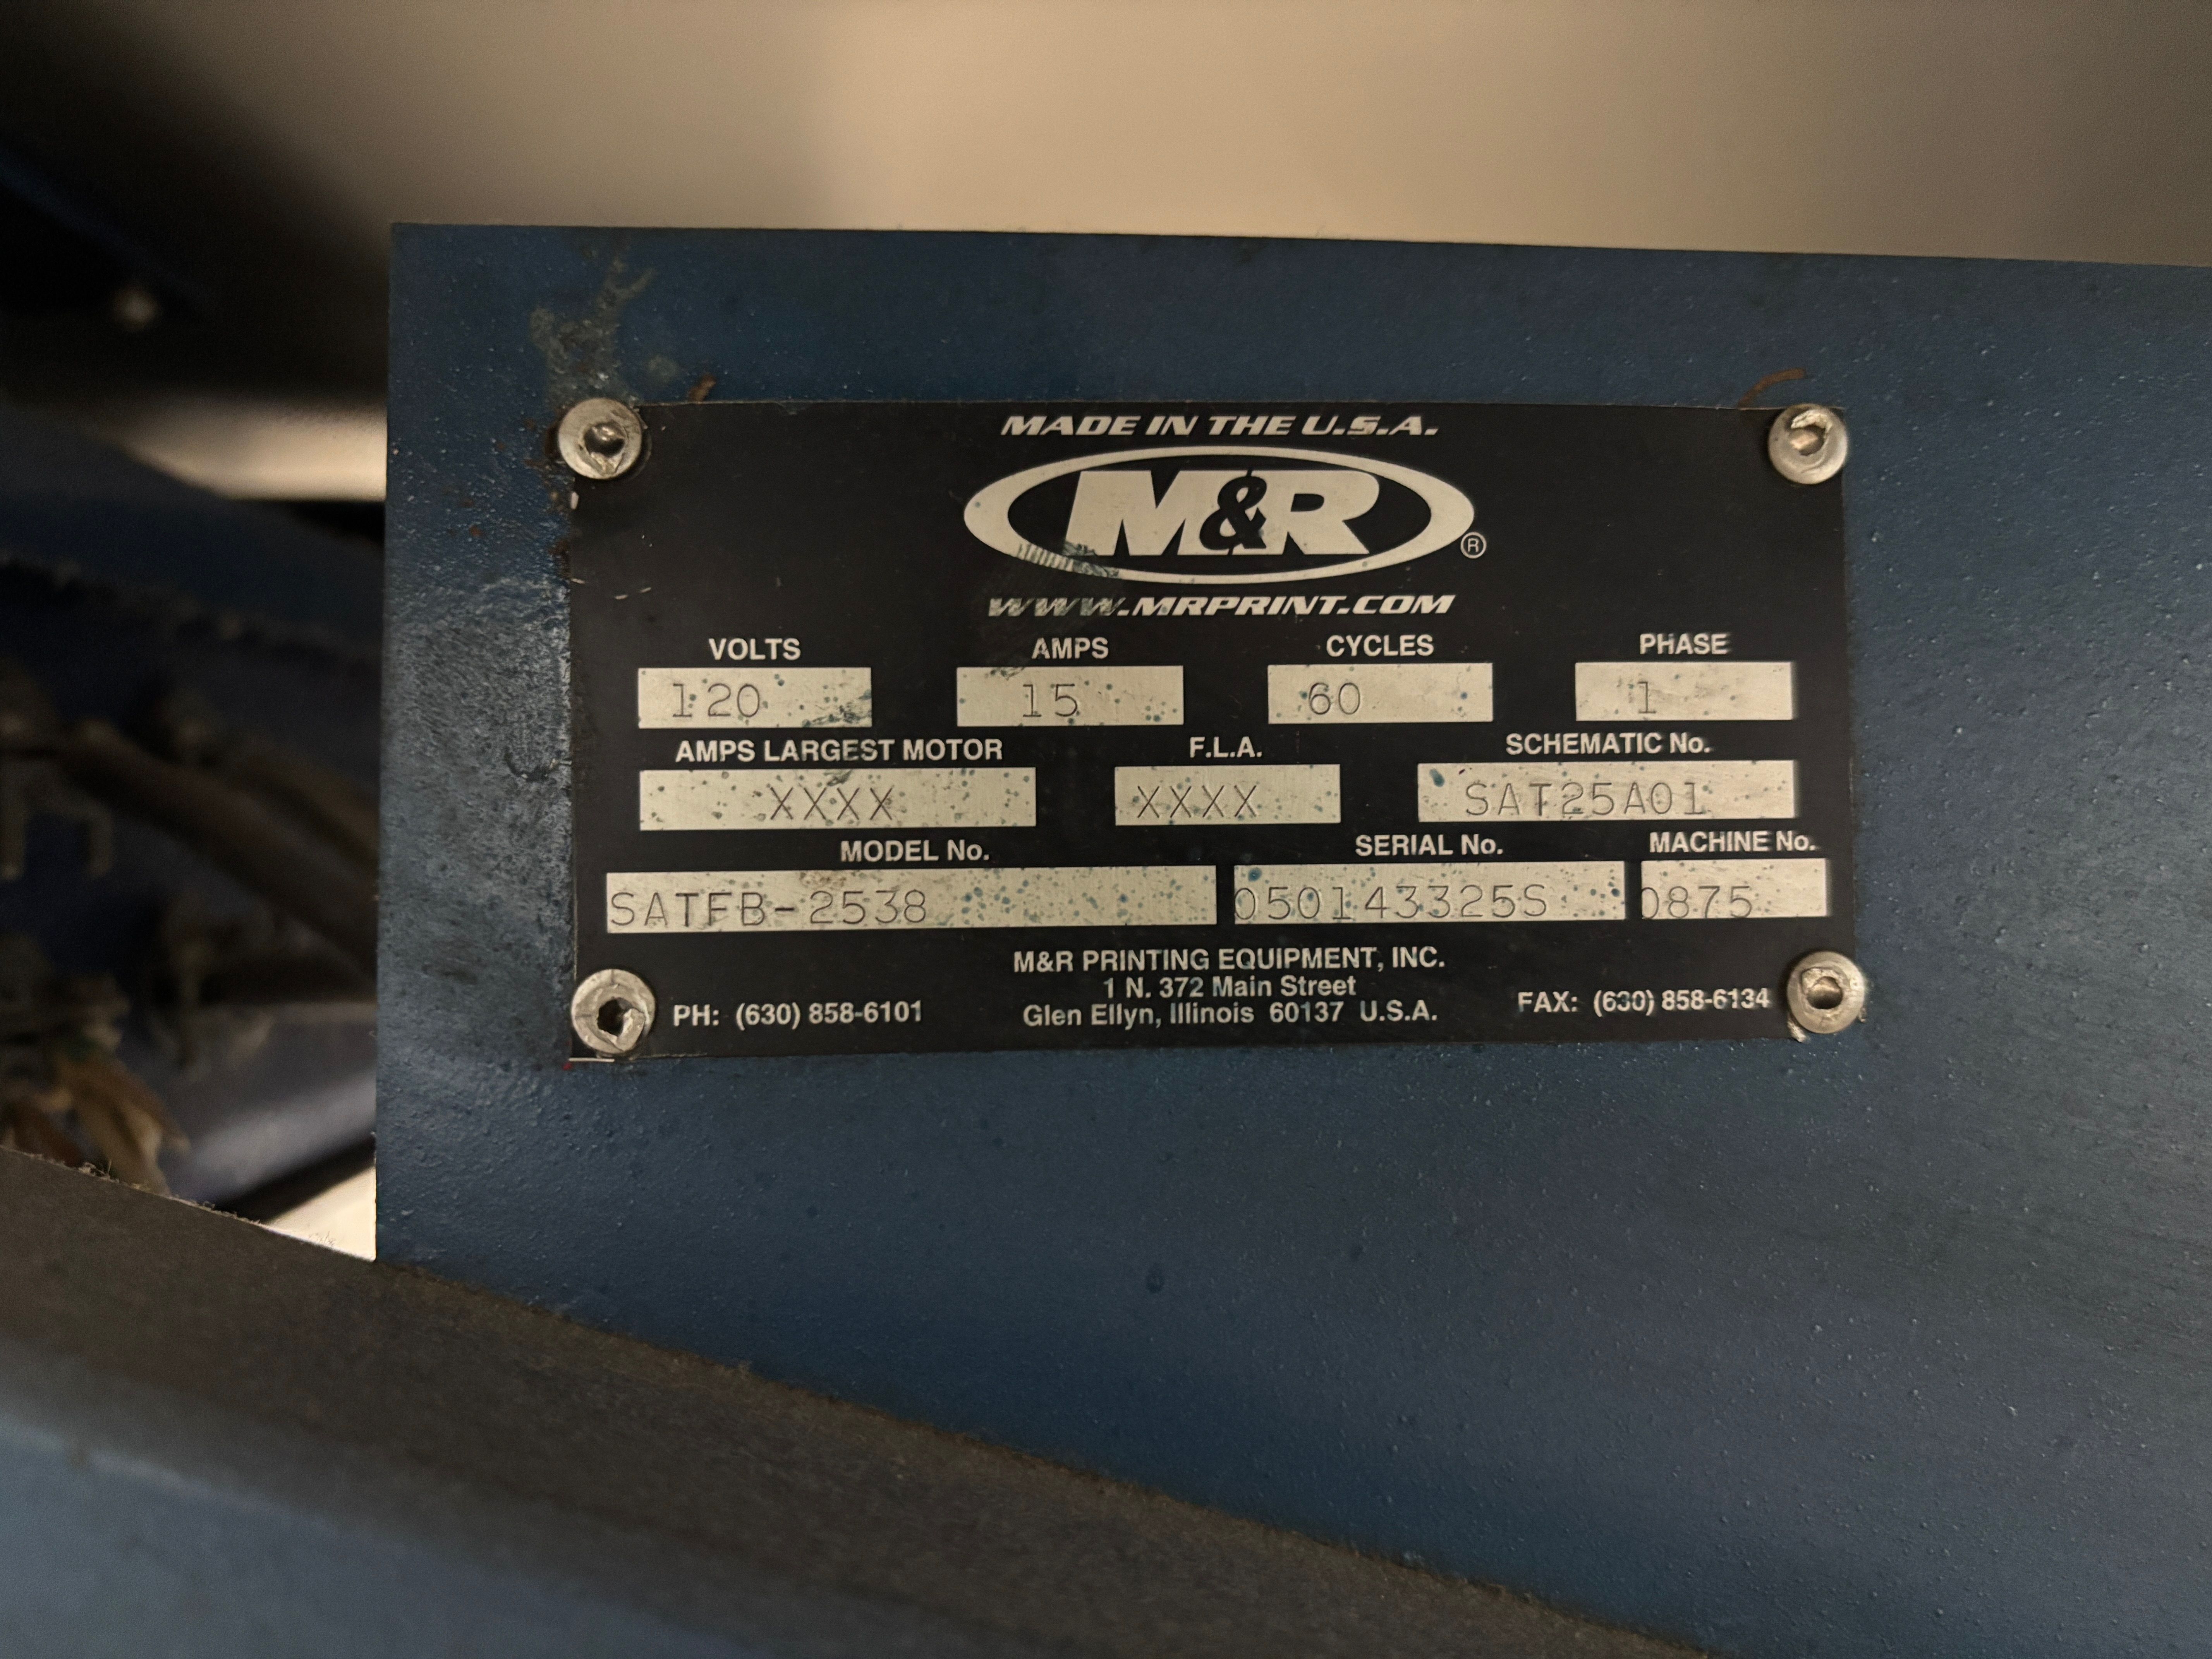 MADE IN THE U.S.A.
M&R ®
WWW.MRPRINT.COM
VOLTS AMPS CYCLES PHASE
120 15 60 1
AMPS LARGEST MOTOR F.L.A. SCHEMATIC No.
XXXX XXXX SAT25A01
MODEL No. SERIAL No. MACHINE No.
SATFB-2538 050143325S 0875
M&R PRINTING EQUIPMENT, INC.
1 N. 372 Main Street
PH: (630) 858-6101 Glen Ellyn, Illinois 60137 U.S.A. FAX: (630) 858-6134